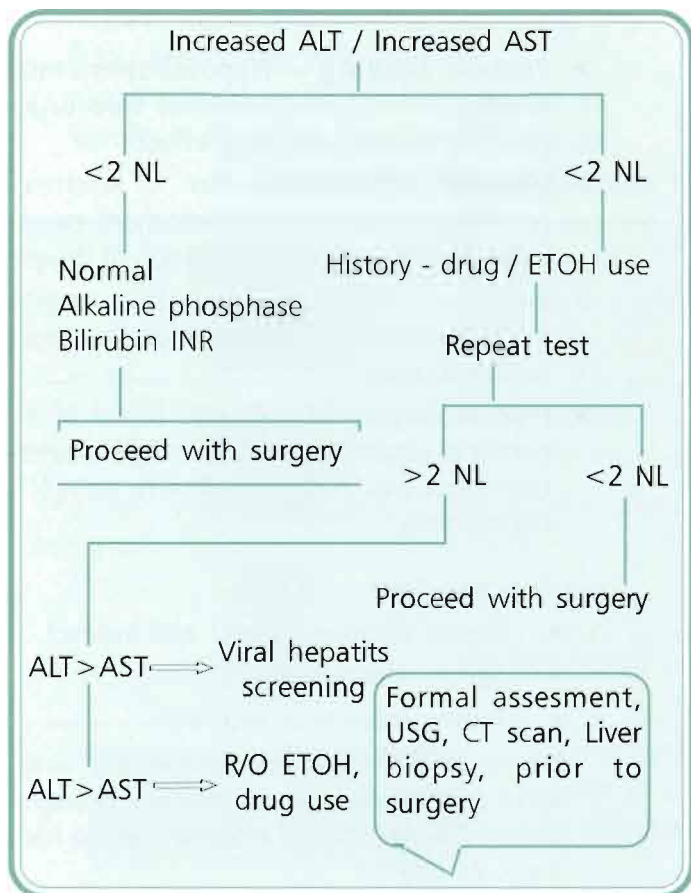 Increased ALT / Increased AST
<2 NL
<2 NL
Normal
Alkaline phosphase
Bilirubin INR
History - drug / ETOH use
Repeat test
Proceed with surgery
>2 NL
<2 NL
Proceed with surgery
ALT>AST
Viral hepatits
screening
ALT>AST
R/O ETOH,
drug use
Formal assesment,
USG, CT scan, Liver
biopsy, prior to
surgery